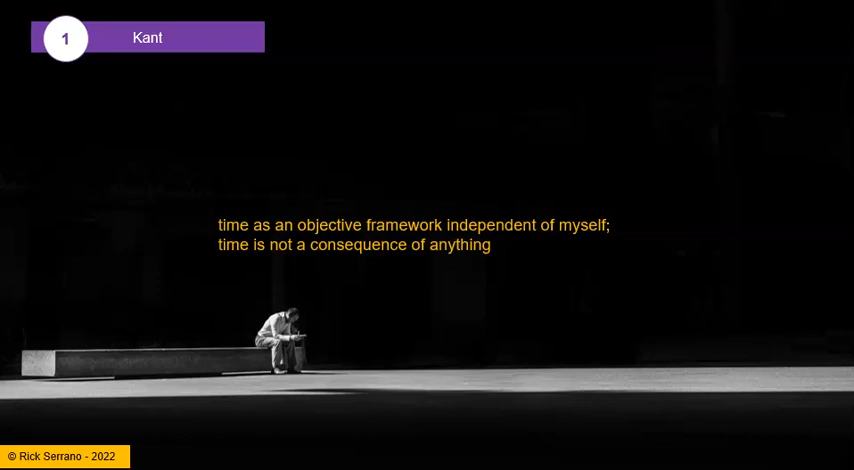 1
Kant
time as an objective framework independent of myself;
time is not a consequence of anything
© Rick Serrano - 2022